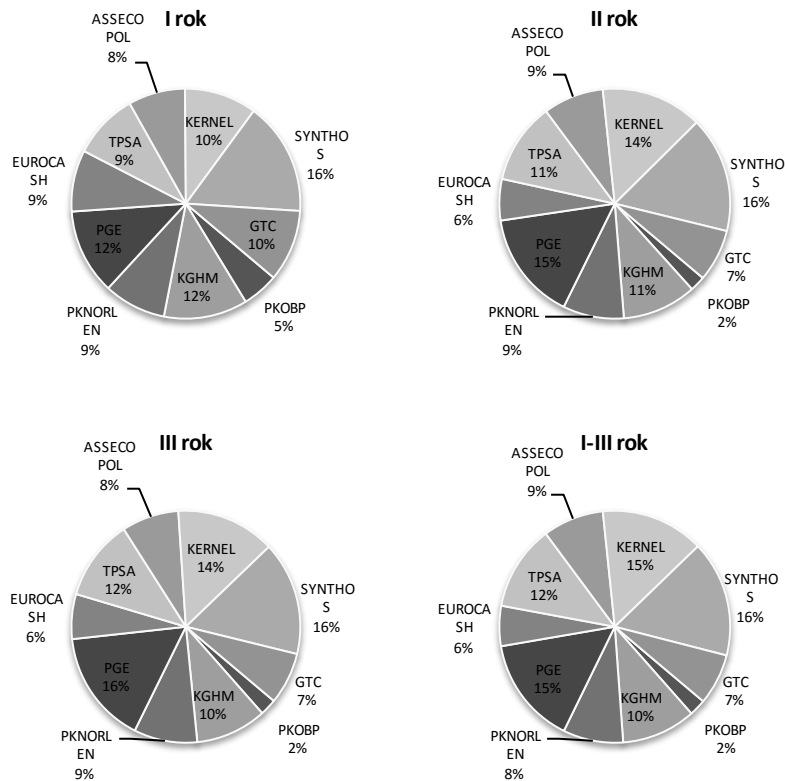 I rok
ASSECO
POL
8%
KERNEL
10%
SYNTHO
S
16%
GTC
10%
PKOBP
5%
KGHM
12%
PKNORL
EN
9%
PGE
12%
EUROCA
SH
9%
TPSA
9%
II rok
ASSECO
POL
9%
KERNEL
14%
SYNTHO
S
16%
GTC
7%
PKOBP
2%
KGHM
11%
PKNORL
EN
9%
PGE
15%
EUROCA
SH
6%
TPSA
11%
III rok
ASSECO
POL
8%
KERNEL
14%
SYNTHO
S
16%
GTC
7%
PKOBP
2%
KGHM
10%
PKNORL
EN
9%
PGE
16%
EUROCA
SH
6%
TPSA
12%
I-III rok
ASSECO
POL
9%
KERNEL
15%
SYNTHO
S
16%
GTC
7%
PKOBP
2%
KGHM
10%
PKNORL
EN
8%
PGE
15%
EUROCA
SH
6%
TPSA
12%